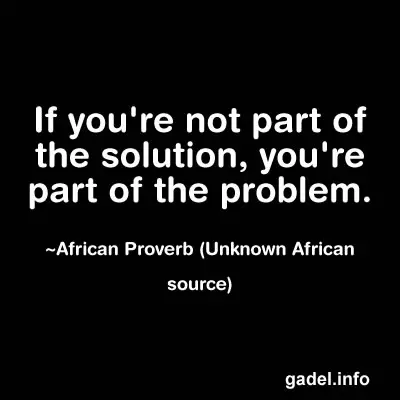 If you're not part of
the solution, you're
part of the problem.
~African Proverb (Unknown African
source)
gadel.info